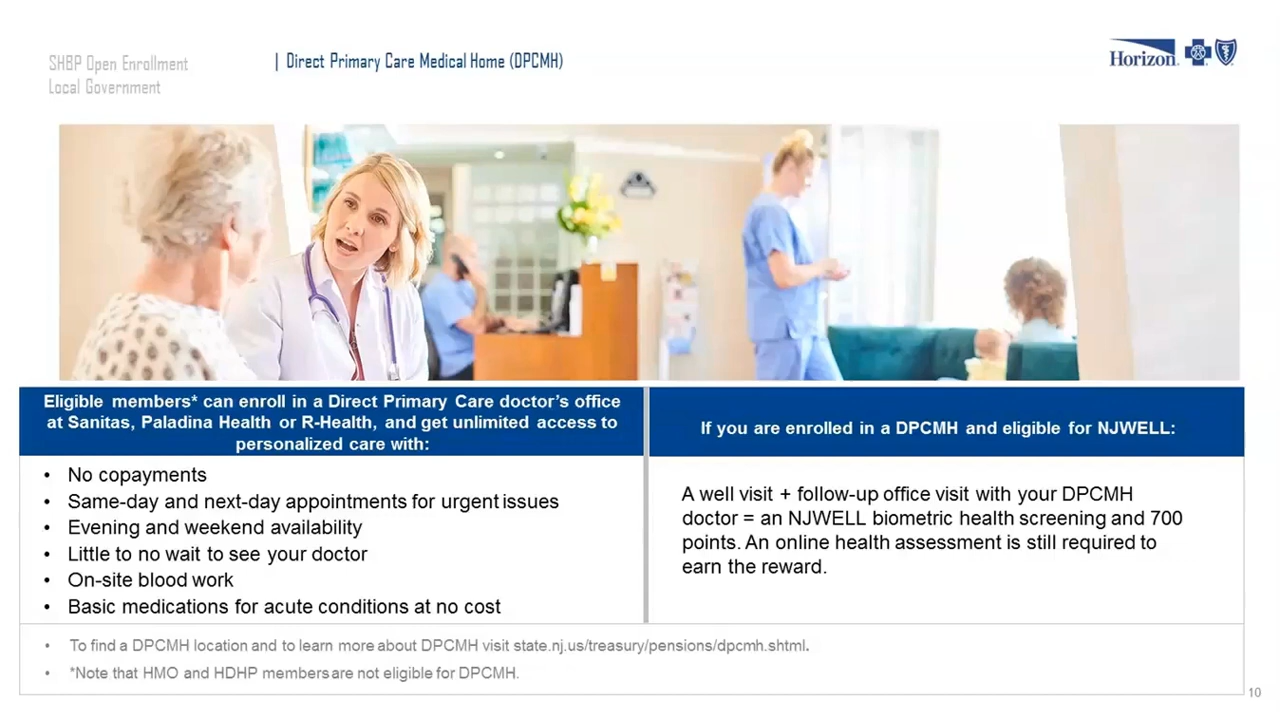 SHBP Open Enrollment
Local Government
| Direct Primary Care Medical Home (DPCMH)
Horizon
Eligible members* can enroll in a Direct Primary Care doctor's office
at Sanitas, Paladina Health or R-Health, and get unlimited access to
personalized care with:
• No copayments
• Same-day and next-day appointments for urgent issues
• Evening and weekend availability
• Little to no wait to see your doctor
• On-site blood work
• Basic medications for acute conditions at no cost
If you are enrolled in a DPCMH and eligible for NJWELL:
A well visit + follow-up office visit with your DPCMH
doctor = an NJWELL biometric health screening and 700
points. An online health assessment is still required to
earn the reward.
• To find a DPCMH location and to learn more about DPCMH visit state.nj.us/treasury/pensions/dpcmh.shtml.
• *Note that HMO and HDHP members are not eligible for DPCMH.
10